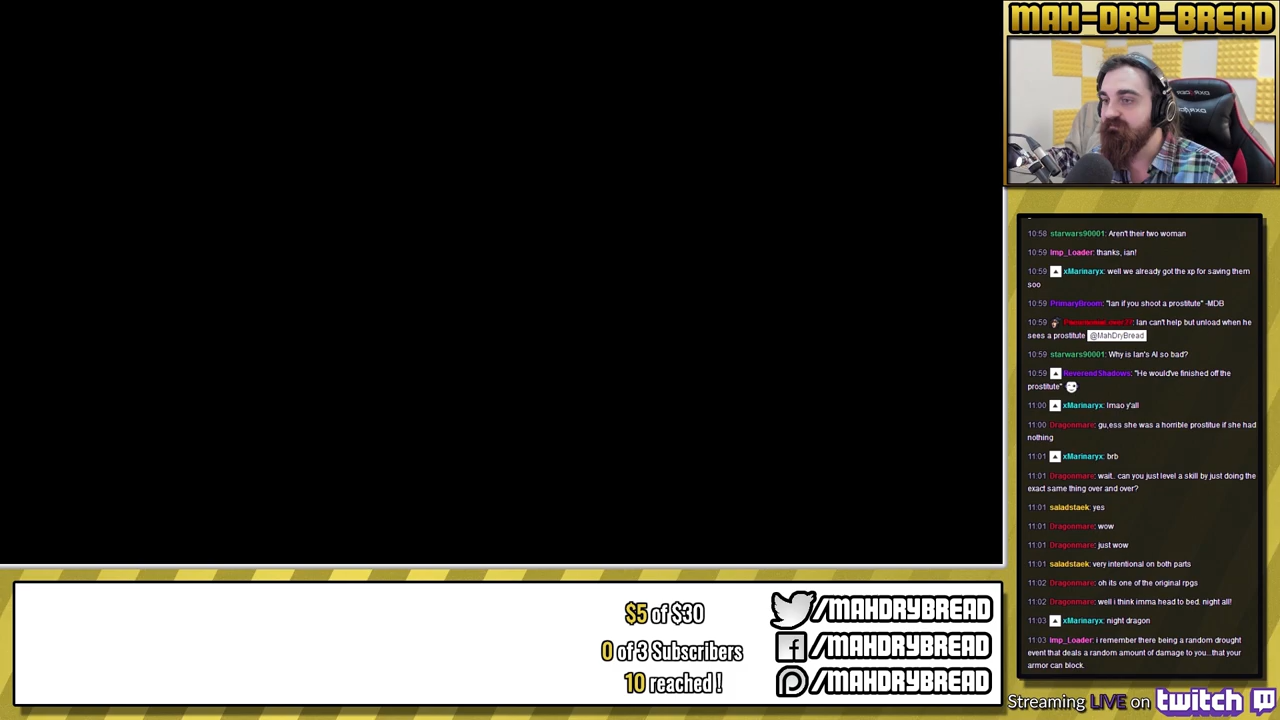 MAH-DRY-BREAD
10:58 starwars90001: Aren't their two woman
10:59 Imp_Loader: thanks, ian!
10:59 xMarinaryx: well we already got the xp for saving them
soo
10:59 PrimaryBroom: "Ian if you shoot a prostitute" -MDB
10:59 : Ian can't help but unload when he
sees a prostitute @MahDryBread
10:59 starwars90001: Why is Ian's AI so bad?
10:59 ReverendShadows: "He would've finished off the
prostitute"
11:00 xMarinaryx: lmao y'all
11:00 Dragonmarc: gu,ess she was a horrible prostitue if she had
nothing
11:01 xMarinaryx: brb
11:01 Dragonmarc: wait.. can you just level a skill by just doing the
exact same thing over and over?
11:01 saladstaek: yes
11:01 Dragonmarc: wow
11:01 Dragonmarc: just wow
11:01 saladstaek: very intentional on both parts
11:02 Dragonmarc: oh its one of the original rpgs
11:02 Dragonmarc: well i think imma head to bed. night all!
11:03 xMarinaryx: night dragon
11:03 Imp_Loader: i remember there being a random drought
event that deals a random amount of damage to you...that your
armor can block.
$5 of $30
0 of 3 Subscribers
10 reached !
/MAHDRYBREAD
/MAHDRYBREAD
/MAHDRYBREAD
Streaming LIVE on twitch